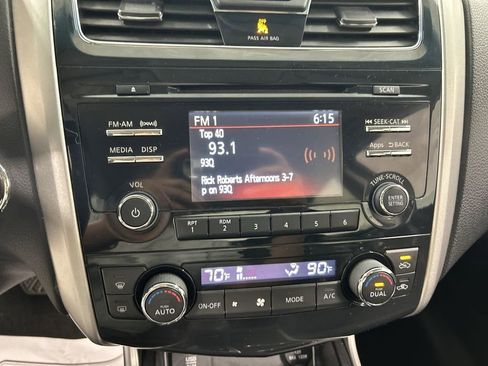 PASS AIR BAG
SCAN
FM·AM
MEDIA DISP
VOL
FM 1 6:15
Top 40
93.1
93Q
Rick Roberts Afternoons 3-7
p on 93Q
SEEK·CAT
Apps BACK
TUNE·SCROLL
ENTER
SETTING
RPT
1
RDM
2
3 4 5 6
70°F 90°F
AUTO
ON·OFF
MODE
A/C
DUAL